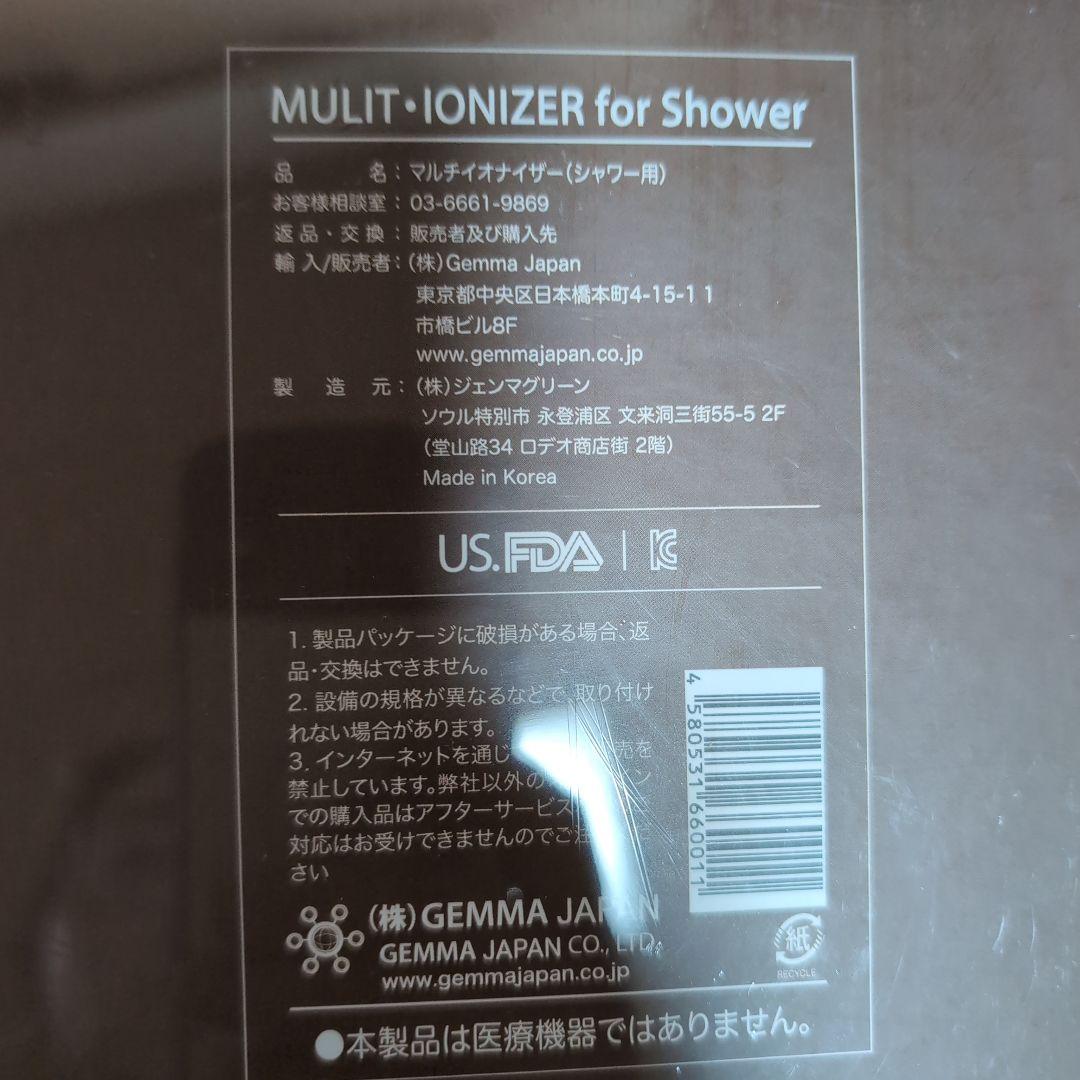 MULIT・IONIZER for Shower
品 名：マルチイオナイザー(シャワー用)
お客様相談室：03-6661-9869
返品・交換：販売者及び購入先
輸入/販売者：(株)Gemma Japan
東京都中央区日本橋本町4-15-11
市橋ビル8F
www.gemmajapan.co.jp
製 造 元：(株)ジェンマグリーン
ソウル特別市 永登浦区 文来洞三街55-5 2F
(堂山路34 ロデオ商店街 2階)
Made in Korea
US.FDA | KC
1. 製品パッケージに破損がある場合、返
品・交換はできません。
2. 設備の規格が異なるなどで、取り付け
れない場合があります。
3. インターネットを通じ 売を
禁止しています。弊社以外の ン
での購入品はアフターサービス
対応はお受けできませんのでご注
さい
4 580531 660011
(株)GEMMA JAPAN
GEMMA JAPAN CO., LTD.
www.gemmajapan.co.jp
紙
RECYCLE
●本製品は医療機器ではありません。